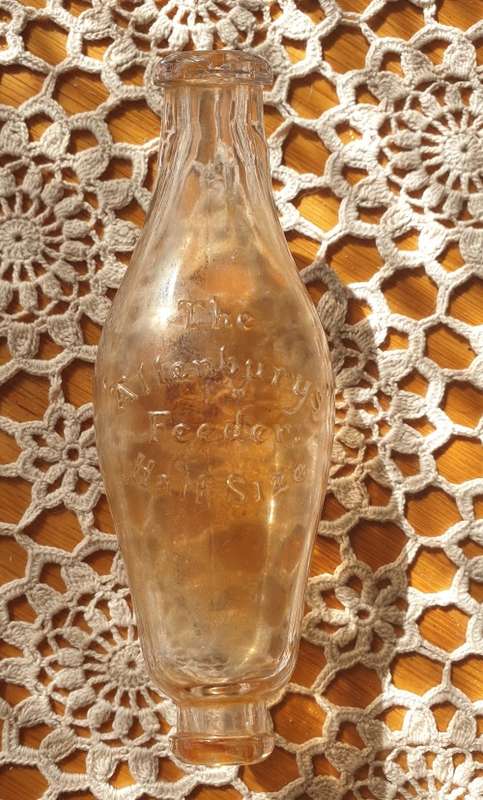 The
"Allenburys"
Feeder.
Half Size